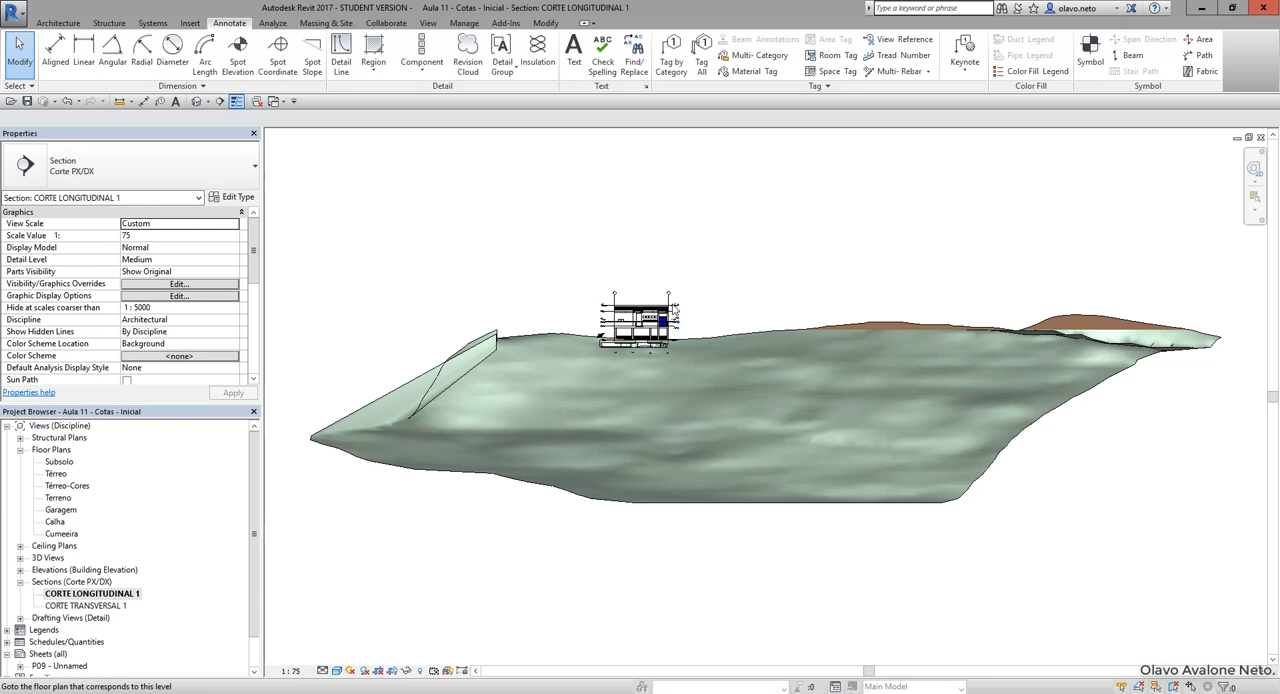 Autodesk Revit 2017 - STUDENT VERSION - Aula 11 - Cotas - Inicial - Section: CORTE LONGITUDINAL 1
Type a keyword or phrase
olavo.neto
Architecture Structure Systems Insert Annotate Analyze Massing & Site Collaborate View Manage Add-Ins Modify
Modify Aligned Linear Angular Radial Diameter Arc Length Spot Elevation Spot Coordinate Spot Slope Detail Line Region Component Revision Cloud Detail Group Insulation Text Check Spelling Find/ Replace Tag by Category Tag All
Beam Annotations Area Tag View Reference
Multi-Category Room Tag Tread Number
Material Tag Space Tag Multi- Rebar
Keynote
Duct Legend
Pipe Legend
Color Fill Legend
Symbol
Span Direction Area
Beam Path
Stair Path Fabric
Select Dimension Detail Text Tag Color Fill Symbol
Properties
Section
Corte PX/DX
Section: CORTE LONGITUDINAL 1 Edit Type
Graphics
View Scale Custom
Scale Value 1: 75
Display Model Normal
Detail Level Medium
Parts Visibility Show Original
Visibility/Graphics Overrides Edit...
Graphic Display Options Edit...
Hide at scales coarser than 1 : 5000
Discipline Architectural
Show Hidden Lines By Discipline
Color Scheme Location Background
Color Scheme <none>
Default Analysis Display Style None
Sun Path
Properties help Apply
Project Browser - Aula 11 - Cotas - Inicial
Views (Discipline)
Structural Plans
Floor Plans
Subsolo
Térreo
Térreo-Cores
Terreno
Garagem
Calha
Cumeeira
Ceiling Plans
3D Views
Elevations (Building Elevation)
Sections (Corte PX/DX)
CORTE LONGITUDINAL 1
CORTE TRANSVERSAL 1
Drafting Views (Detail)
Legends
Schedules/Quantities
Sheets (all)
P09 - Unnamed
1 : 75
Olavo Avalone Neto.
Goto the floor plan that corresponds to this level
:0 Main Model :0